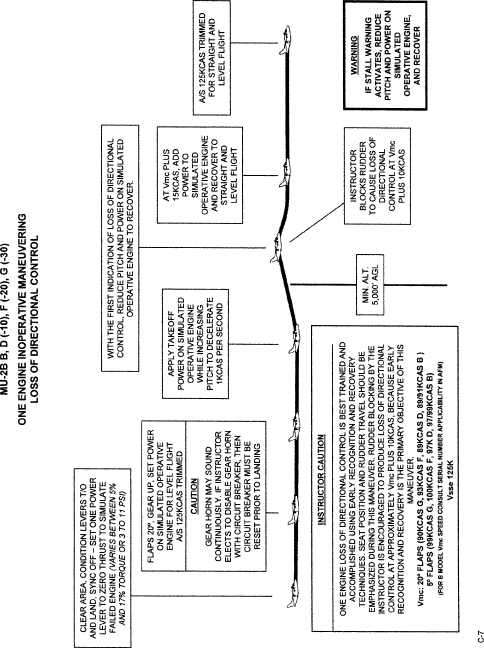 MU-2B B, D (-10), F (-20), G (-30)
ONE ENGINE INOPERATIVE MANEUVERING
LOSS OF DIRECTIONAL CONTROL
CLEAR AREA, CONDITION LEVERS T/O
AND LAND, SYNC OFF – SET ONE POWER
LEVER TO ZERO THRUST TO SIMULATE
FAILED ENGINE (VARIES BETWEEN 5%
AND 17% TORQUE OR 3 TO 11 PSI)
FLAPS 20°, GEAR UP, SET POWER
ON SIMULATED OPERATIVE
ENGINE FOR LEVEL FLIGHT
A/S 125KCAS TRIMMED
CAUTION
GEAR HORN MAY SOUND
CONTINUOUSLY. IF INSTRUCTOR
ELECTS TO DISABLE GEAR HORN
WITH CIRCUIT BREAKER, THEN
CIRCUIT BREAKER MUST BE
RESET PRIOR TO LANDING
APPLY TAKEOFF
POWER ON SIMULATED
OPERATIVE ENGINE
WHILE INCREASING
PITCH TO DECELERATE
1KCAS PER SECOND
WITH THE FIRST INDICATION OF LOSS OF DIRECTIONAL
CONTROL, REDUCE PITCH AND POWER ON SIMULATED
OPERATIVE ENGINE TO RECOVER.
AT Vmc PLUS
15KCAS, ADD
POWER TO
SIMULATED
OPERATIVE ENGINE
AND RECOVER TO
STRAIGHT AND
LEVEL FLIGHT
A/S 125KCAS TRIMMED
FOR STRAIGHT AND
LEVEL FLIGHT
MIN. ALT.
5,000' AGL
INSTRUCTOR
BLOCKS RUDDER
TO CAUSE LOSS OF
DIRECTIONAL
CONTROL AT Vmc
PLUS 10KCAS
WARNING
IF STALL WARNING
ACTIVATES, REDUCE
PITCH AND POWER ON
SIMULATED
OPERATIVE ENGINE,
AND RECOVER
INSTRUCTOR CAUTION
ONE ENGINE LOSS OF DIRECTIONAL CONTROL IS BEST TRAINED AND
ACCOMPLISHED USING EARLY RECOGNITION AND RECOVERY
TECHNIQUES. SEAT POSITION AND RUDDER TRAVEL SHOULD BE
EMPHASIZED DURING THIS MANEUVER. RUDDER BLOCKING BY THE
INSTRUCTOR IS ENCOURAGED TO PRODUCE LOSS OF DIRECTIONAL
CONTROL AT APPROXIMATELY Vmc PLUS 10KCAS, BECAUSE EARLY
RECOGNITION AND RECOVERY IS THE PRIMARY OBJECTIVE OF THIS
MANEUVER.
Vmc: 20° FLAPS (90KCAS G, 93KCAS F, 89KCAS D, 89/91KCAS B )
5° FLAPS (99KCAS G, 100KCAS F, 97K D, 97/99KCAS B)
(FOR B MODEL Vmc SPEED CONSULT SERIAL NUMBER APPLICABILITY IN AFM)
Vsse 125K
C-7